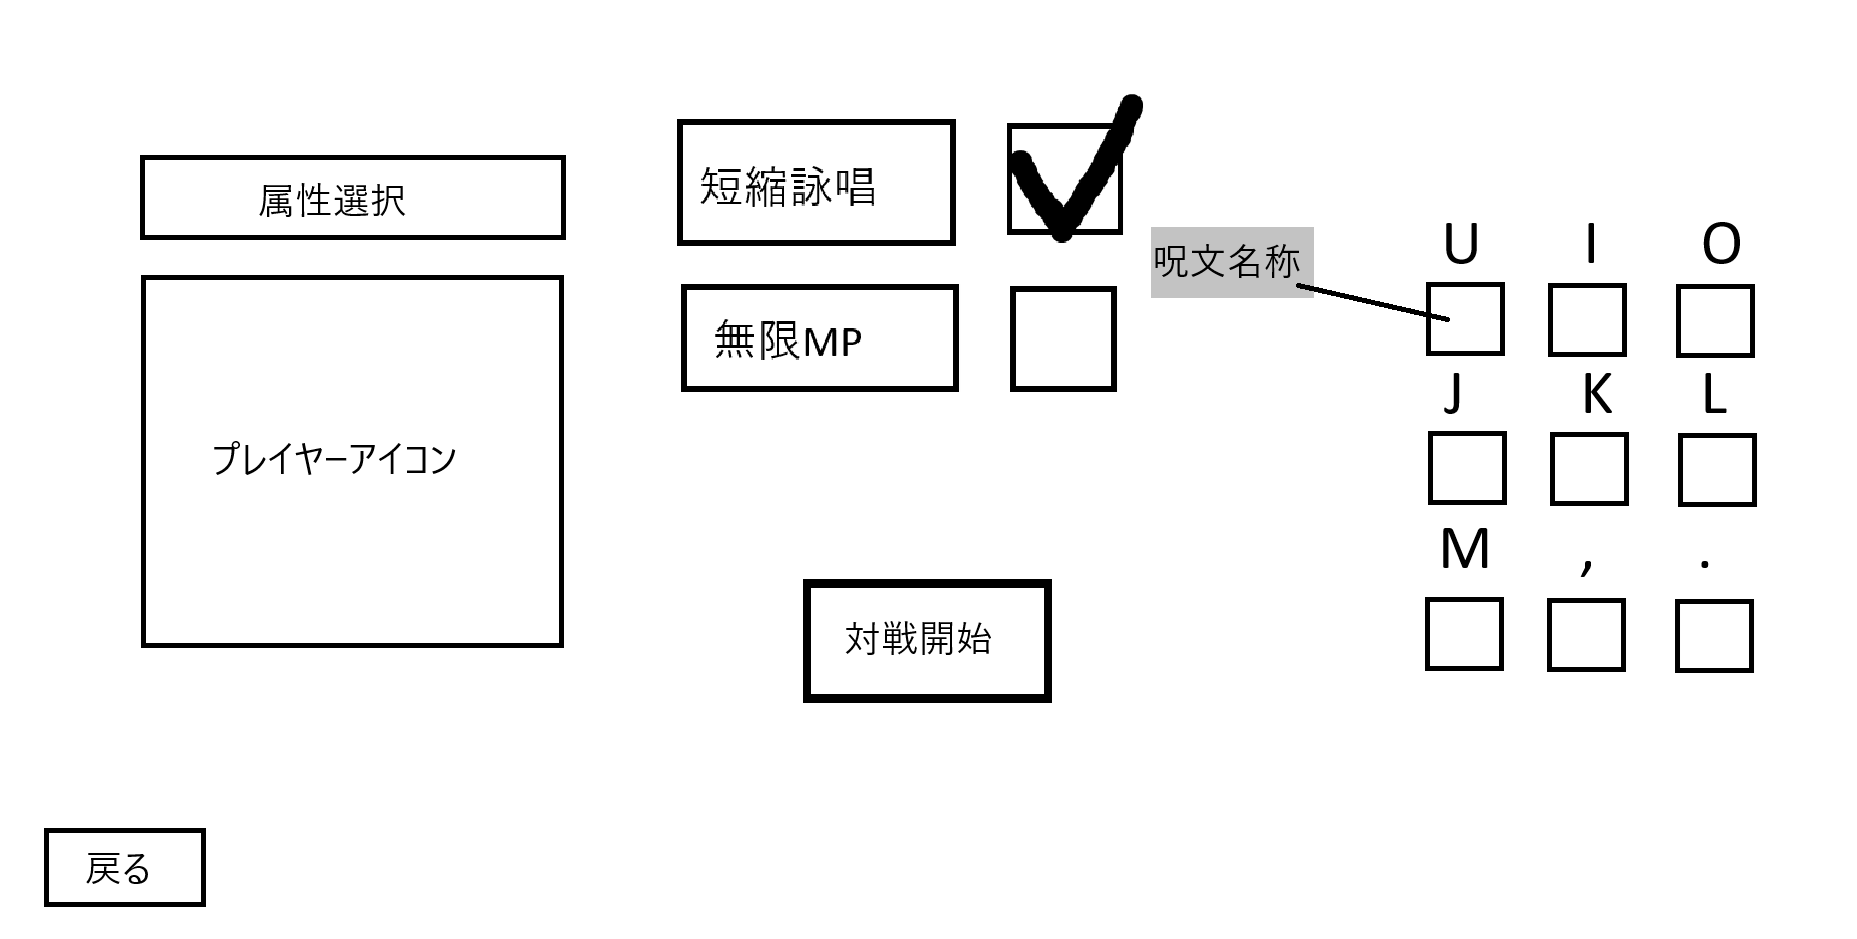 属性選択
プレイヤーアイコン
短縮詠唱
無限MP
対戦開始
呪文名称
U I O
J K L
M , .
戻る